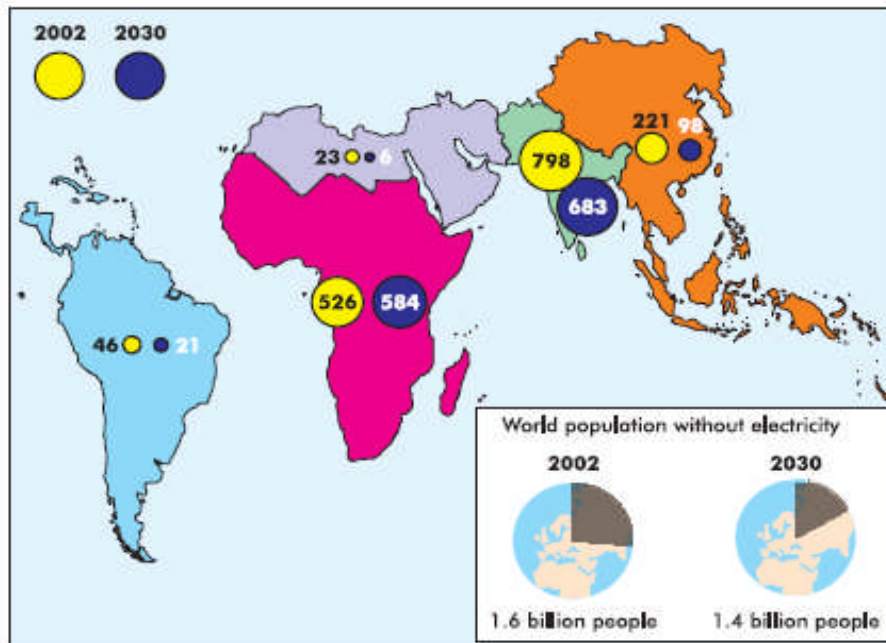 2002 2030
221 98
23 6 798
683
526 584
46 21
World population without electricity
2002 2030
1.6 billion people 1.4 billion people